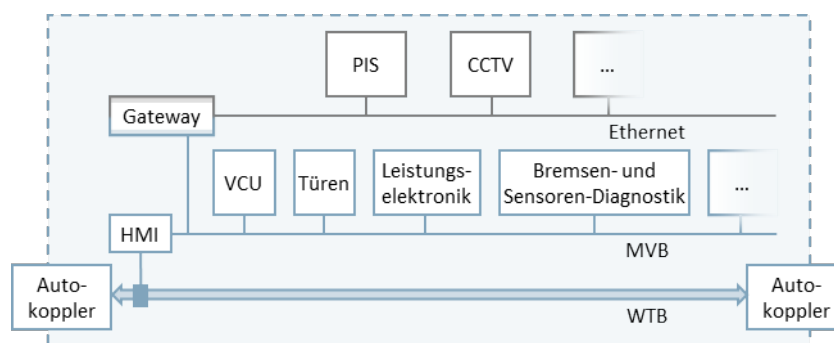 PIS
CCTV
...
Gateway
Ethernet
VCU
Türen
Leistungs-
elektronik
Bremsen- und
Sensoren-Diagnostik
...
HMI
MVB
Auto-
koppler
Auto-
koppler
WTB